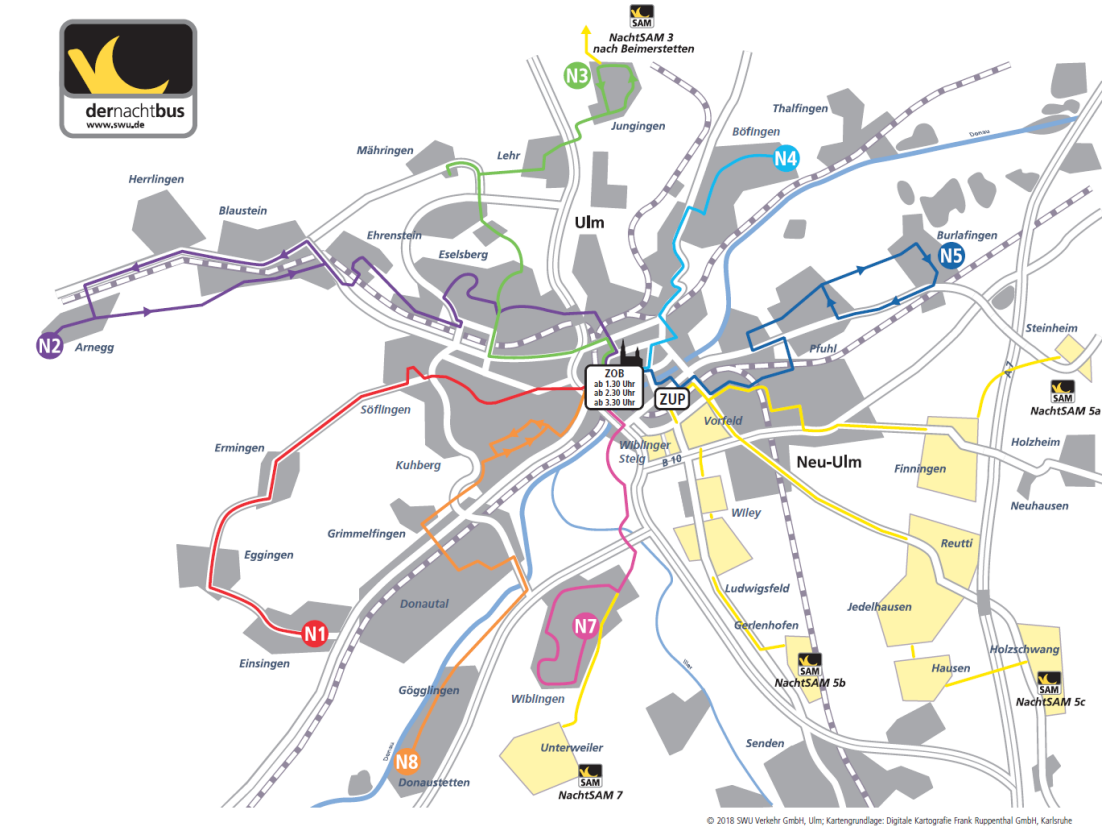 SAM
NachtSAM 3
nach Beimerstetten
dernachtbus
www.swu.de
N3
Jungingen
Thalfingen
Böfingen
Donau
N4
Mähringen
Lehr
Herrlingen
Blaustein
Ulm
Ehrenstein
Eselsberg
Burlafingen
N5
N2
Arnegg
Steinheim
Pfuhl
A 7
ZOB
ab 1.30 Uhr
ab 2.30 Uhr
ab 3.30 Uhr
ZUP
SAM
NachtSAM 5a
Söflingen
Vorfeld
Wiblinger
Steig
B 10
Neu-Ulm
Holzheim
Ermingen
Kuhberg
Finningen
Neuhausen
Wiley
Grimmelfingen
Reutti
Eggingen
Ludwigsfeld
Donautal
Jedelhausen
Gerlenhofen
N1
N7
Einsingen
Iller
Holzschwang
SAM
NachtSAM 5b
Hausen
SAM
NachtSAM 5c
Gögglingen
Wiblingen
Donau
Unterweiler
Senden
N8
Donaustetten
SAM
NachtSAM 7
© 2018 SWU Verkehr GmbH, Ulm; Kartengrundlage: Digitale Kartografie Frank Ruppenthal GmbH, Karlsruhe